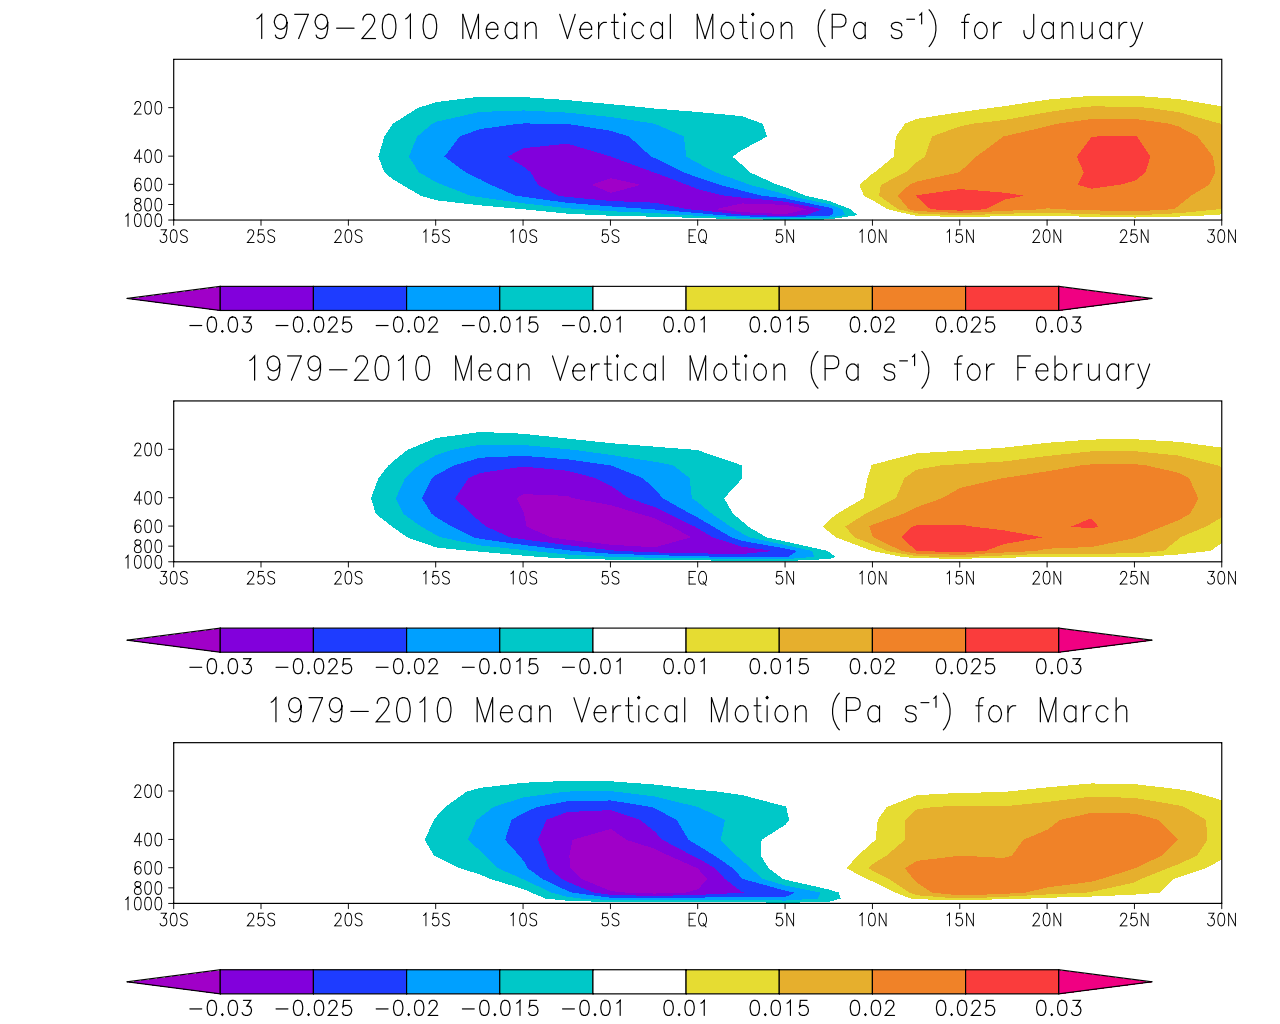 1979-2010 Mean Vertical Motion (Pa s⁻¹) for January
200
400
600
800
1000
30S 25S 20S 15S 10S 5S EQ 5N 10N 15N 20N 25N 30N
-0.03 -0.025 -0.02 -0.015 -0.01 0.01 0.015 0.02 0.025 0.03
1979-2010 Mean Vertical Motion (Pa s⁻¹) for February
200
400
600
800
1000
30S 25S 20S 15S 10S 5S EQ 5N 10N 15N 20N 25N 30N
-0.03 -0.025 -0.02 -0.015 -0.01 0.01 0.015 0.02 0.025 0.03
1979-2010 Mean Vertical Motion (Pa s⁻¹) for March
200
400
600
800
1000
30S 25S 20S 15S 10S 5S EQ 5N 10N 15N 20N 25N 30N
-0.03 -0.025 -0.02 -0.015 -0.01 0.01 0.015 0.02 0.025 0.03